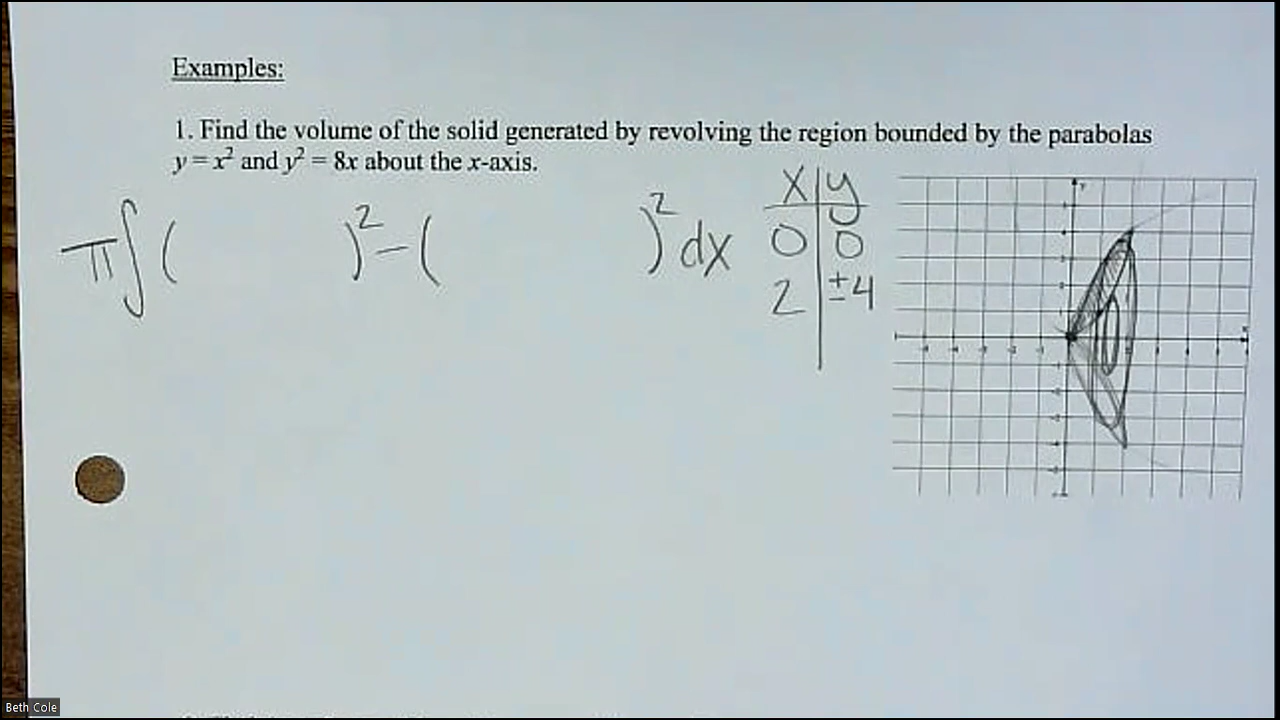 Examples:
1. Find the volume of the solid generated by revolving the region bounded by the parabolas
y = x² and y² = 8x about the x-axis.
π∫(      )² − (      )² dx
x | y
0 | 0
2 | ±4
y
Beth Cole